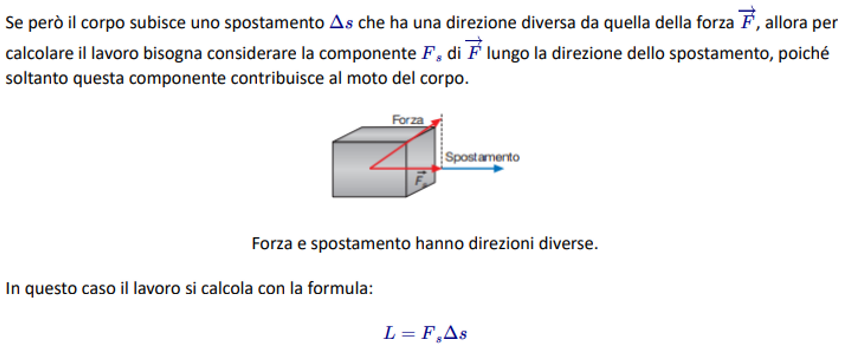 Se però il corpo subisce uno spostamento Δs che ha una direzione diversa da quella della forza F⃗, allora per
calcolare il lavoro bisogna considerare la componente Fₛ di F⃗ lungo la direzione dello spostamento, poiché
soltanto questa componente contribuisce al moto del corpo.
Forza
Spostamento
F⃗ₛ
Forza e spostamento hanno direzioni diverse.
In questo caso il lavoro si calcola con la formula:
L = FₛΔs